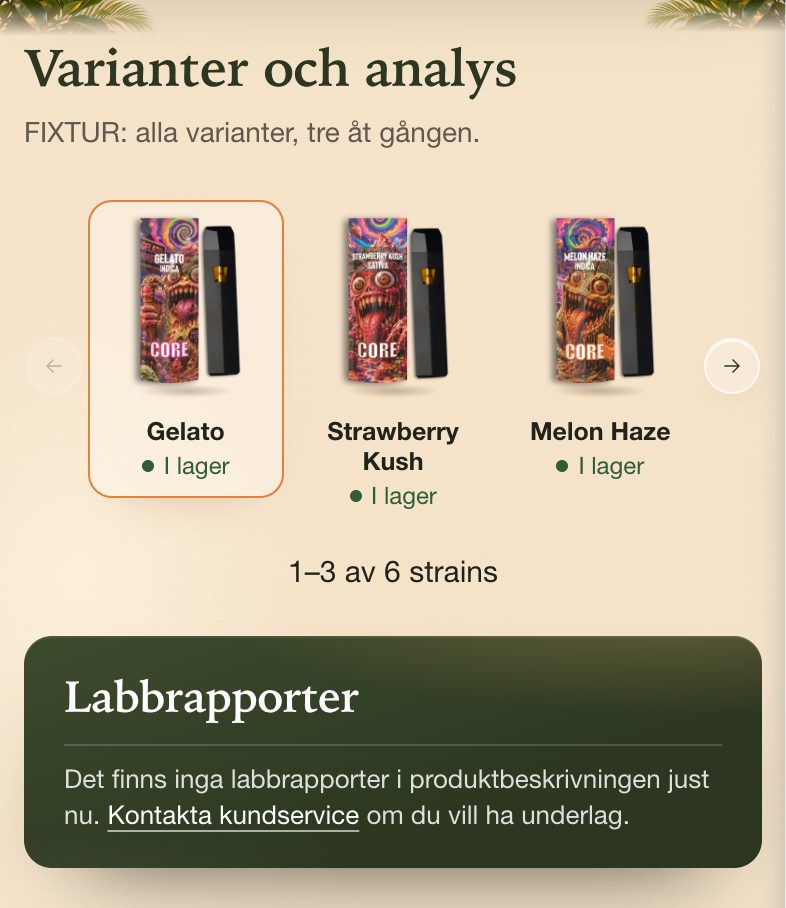 Varianter och analys
FIXTUR: alla varianter, tre åt gången.
GELATO
INDICA
CORE
STRAWBERRY KUSH
SATIVA
CORE
MELON HAZE
INDICA
CORE
Gelato
I lager
Strawberry
Kush
I lager
Melon Haze
I lager
1–3 av 6 strains
Labbrapporter
Det finns inga labbrapporter i produktbeskrivningen just
nu. Kontakta kundservice om du vill ha underlag.